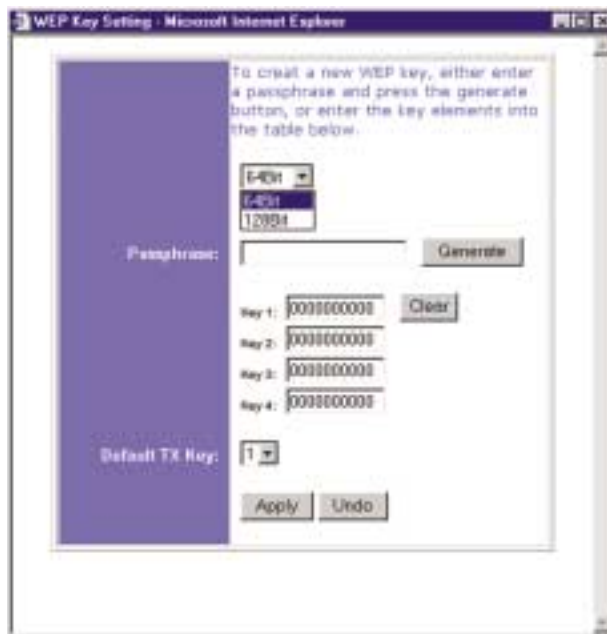 WEP Key Setting - Microsoft Internet Explorer
To creat a new WEP key, either enter
a passphrase and press the generate
button, or enter the key elements into
the table below.
64Bit
64Bit
128Bit
Passphrase:
Generate
Key 1: 0000000000 Clear
Key 2: 0000000000
Key 3: 0000000000
Key 4: 0000000000
Default TX Key: 1
Apply Undo